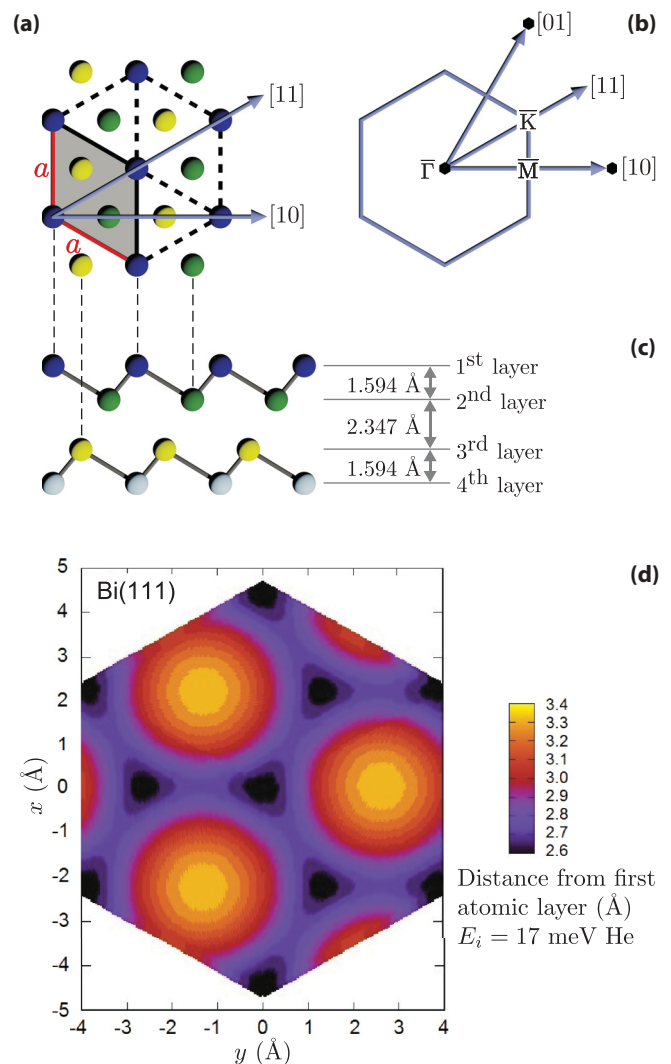 (a)
[11]
a
[10]
a
(b)
[01]
[11]
K̅
Γ̅
M̅
[10]
(c)
1st layer
1.594 Å
2nd layer
2.347 Å
3rd layer
1.594 Å
4th layer
(d)
Bi(111)
5
4
3
2
1
0
-1
-2
-3
-4
-5
x (Å)
-4 -3 -2 -1 0 1 2 3 4
y (Å)
3.4
3.3
3.2
3.1
3.0
2.9
2.8
2.7
2.6
Distance from first
atomic layer (Å)
Ei = 17 meV He